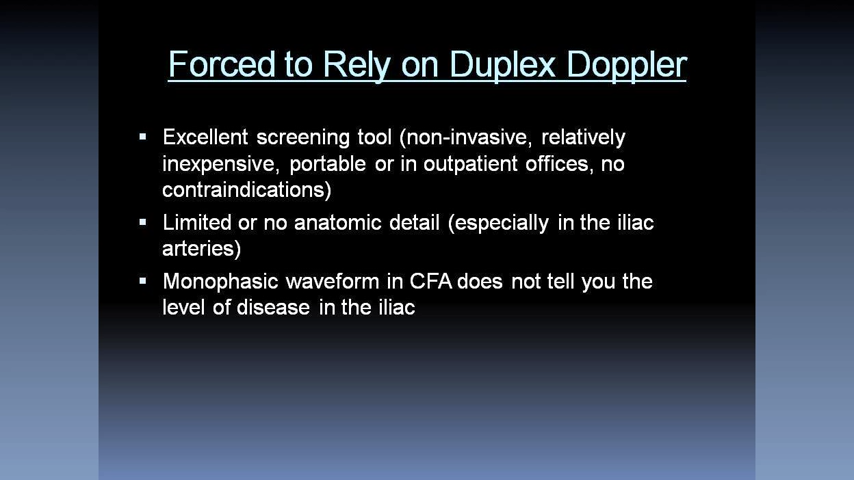 Forced to Rely on Duplex Doppler
▪ Excellent screening tool (non-invasive, relatively
inexpensive, portable or in outpatient offices, no
contraindications)
▪ Limited or no anatomic detail (especially in the iliac
arteries)
▪ Monophasic waveform in CFA does not tell you the
level of disease in the iliac